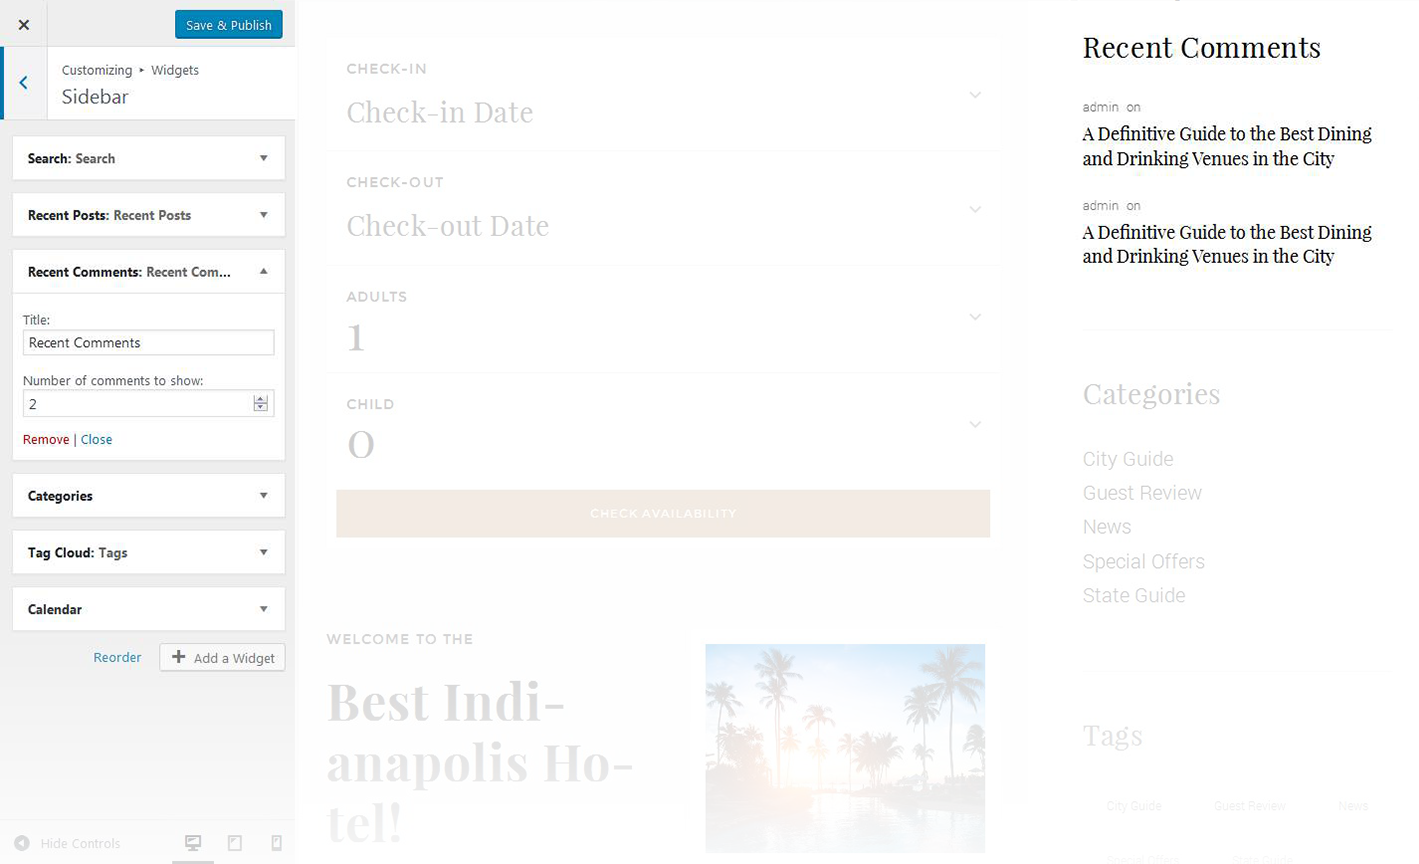 Save & Publish
Customizing ▸ Widgets
Sidebar
Search: Search
Recent Posts: Recent Posts
Recent Comments: Recent Com...
Title:
Recent Comments
Number of comments to show:
2
Remove | Close
Categories
Tag Cloud: Tags
Calendar
Reorder
Add a Widget
Hide Controls
CHECK-IN
Check-in Date
CHECK-OUT
Check-out Date
ADULTS
1
CHILD
0
CHECK AVAILABILITY
WELCOME TO THE
Best Indi-
anapolis Ho-
tel!
Recent Comments
admin on
A Definitive Guide to the Best Dining
and Drinking Venues in the City
admin on
A Definitive Guide to the Best Dining
and Drinking Venues in the City
Categories
City Guide
Guest Review
News
Special Offers
State Guide
Tags
City Guide Guest Review News
Special Offers State Guide